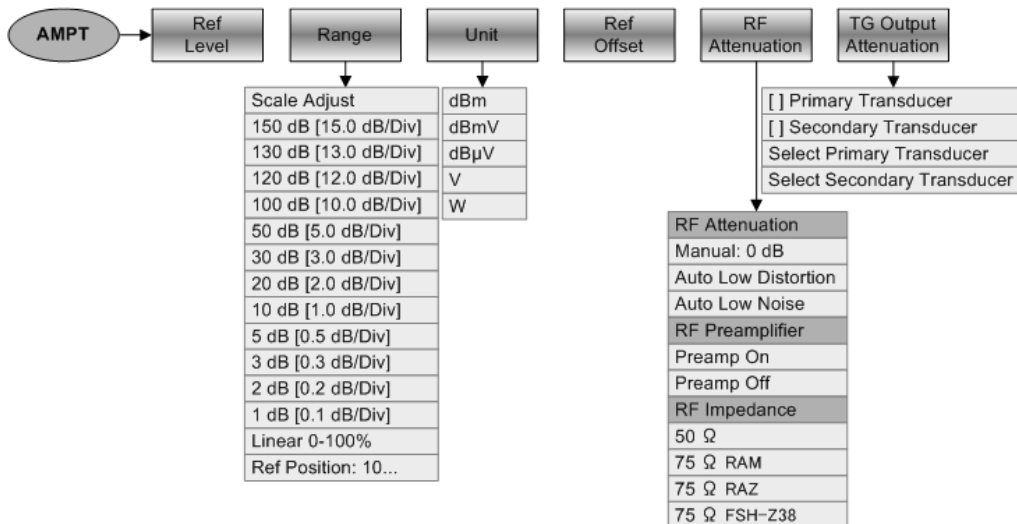 AMPT
Ref
Level
Range
Unit
Ref
Offset
RF
Attenuation
TG Output
Attenuation
Scale Adjust
150 dB [15.0 dB/Div]
130 dB [13.0 dB/Div]
120 dB [12.0 dB/Div]
100 dB [10.0 dB/Div]
50 dB [5.0 dB/Div]
30 dB [3.0 dB/Div]
20 dB [2.0 dB/Div]
10 dB [1.0 dB/Div]
5 dB [0.5 dB/Div]
3 dB [0.3 dB/Div]
2 dB [0.2 dB/Div]
1 dB [0.1 dB/Div]
Linear 0-100%
Ref Position: 10...
dBm
dBmV
dBµV
V
W
[ ] Primary Transducer
[ ] Secondary Transducer
Select Primary Transducer
Select Secondary Transducer
RF Attenuation
Manual: 0 dB
Auto Low Distortion
Auto Low Noise
RF Preamplifier
Preamp On
Preamp Off
RF Impedance
50 Ω
75 Ω RAM
75 Ω RAZ
75 Ω FSH-Z38